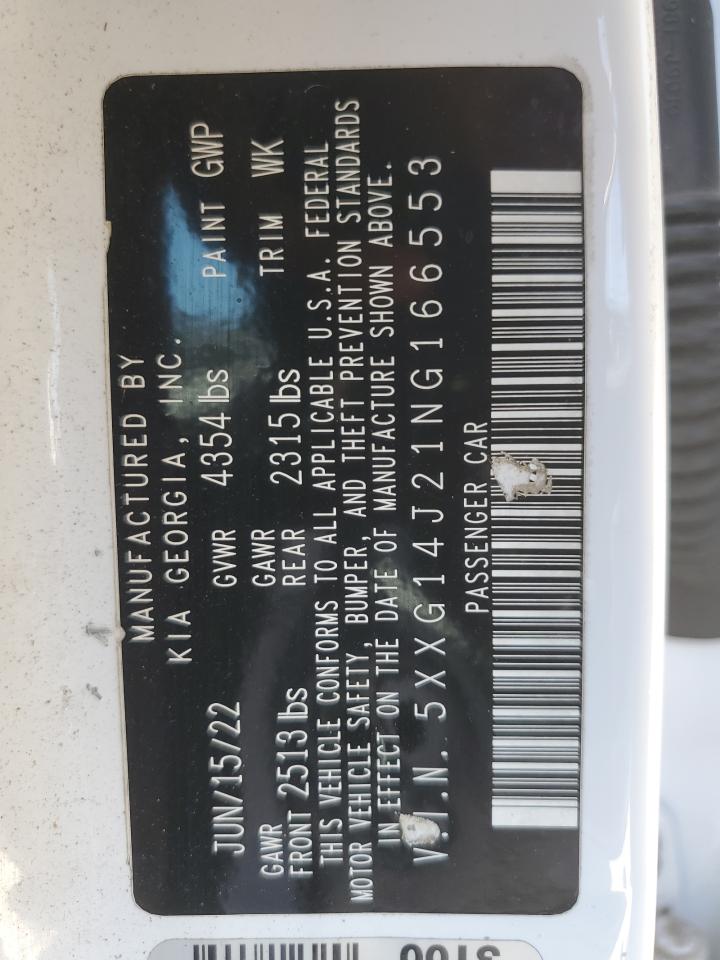 MANUFACTURED BY
KIA GEORGIA, INC.
JUN/15/22 GVWR 4354 lbs PAINT GWP
GAWR FRONT 2513 lbs GAWR REAR 2315 lbs TRIM WK
THIS VEHICLE CONFORMS TO ALL APPLICABLE U.S.A. FEDERAL
MOTOR VEHICLE SAFETY, BUMPER, AND THEFT PREVENTION STANDARDS
IN EFFECT ON THE DATE OF MANUFACTURE SHOWN ABOVE.
V.I.N. 5XXG14J21NG166553
PASSENGER CAR